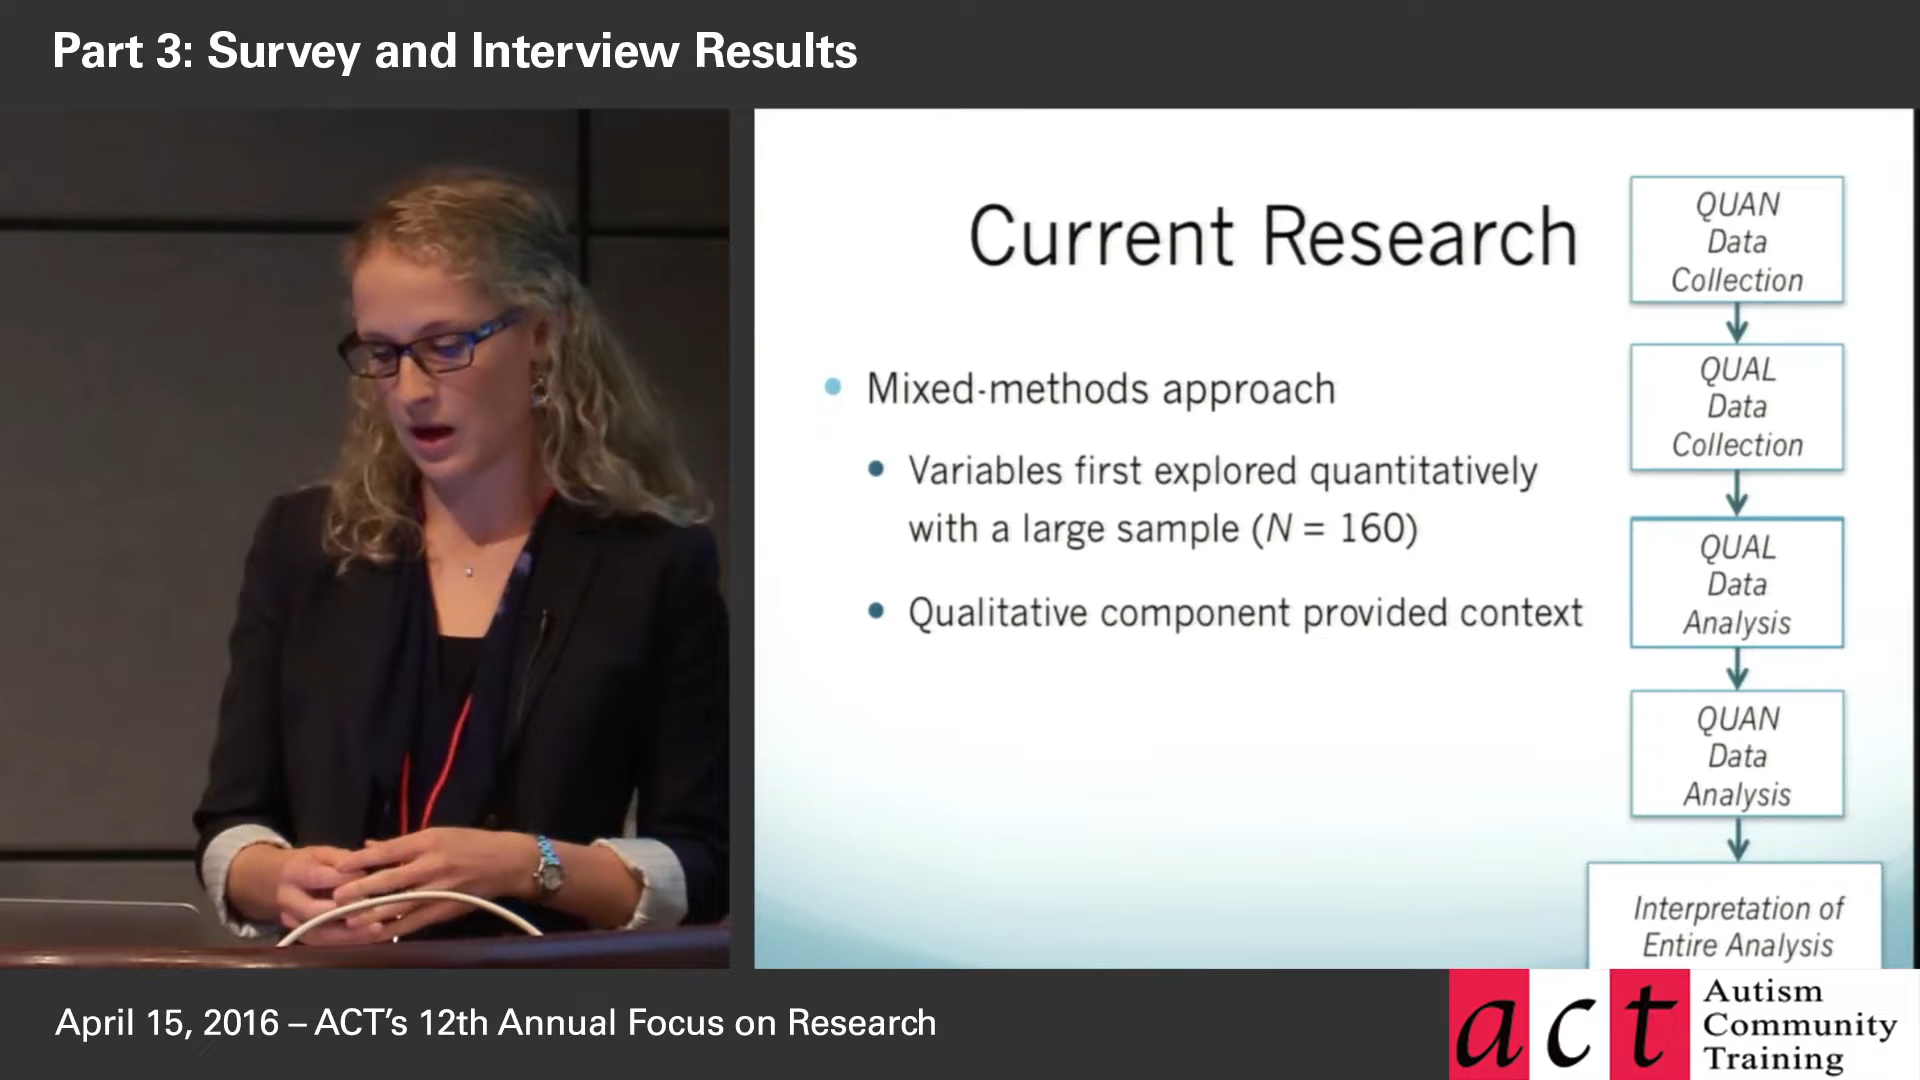 Part 3: Survey and Interview Results
Current Research
Mixed-methods approach
Variables first explored quantitatively
with a large sample (N = 160)
Qualitative component provided context
QUAN
Data
Collection
QUAL
Data
Collection
QUAL
Data
Analysis
QUAN
Data
Analysis
Interpretation of
Entire Analysis
April 15, 2016 – ACT's 12th Annual Focus on Research
act
Autism
Community
Training